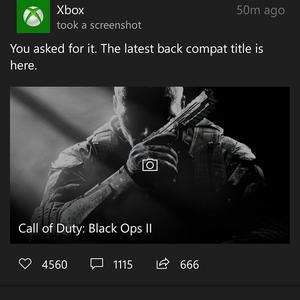 Xbox
50m ago
took a screenshot
You asked for it. The latest back compat title is
here.
Call of Duty: Black Ops II
4560
1115
666